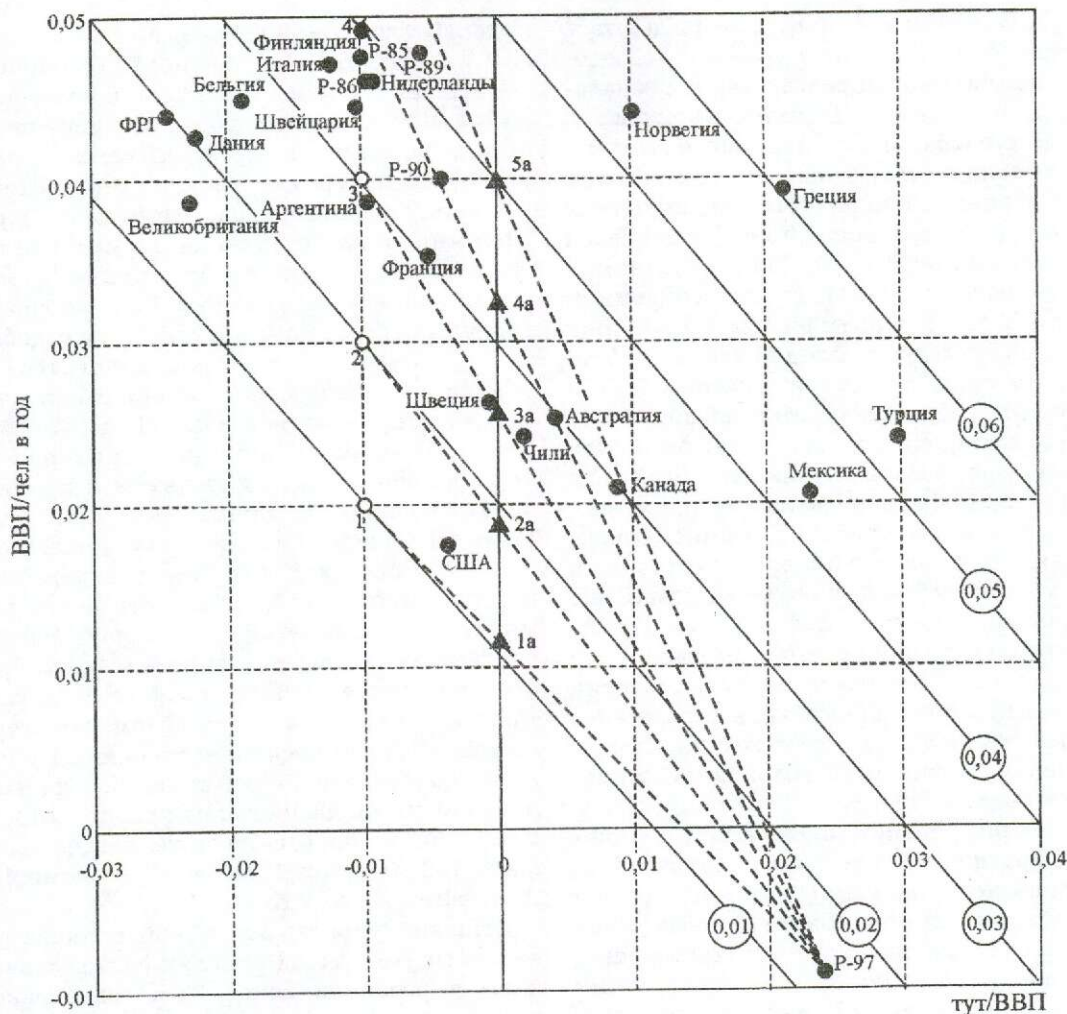 0,05
4
Финляндия
Р-85
Италия
Р-89
Р-86
Нидерланды
Бельгия
ФРГ
Швейцария
Норвегия
Дания
Р-90
5а
0,04
3
Греция
Аргентина
Великобритания
Франция
4а
0,03
2
Швеция
3а
Австралия
Турция
0,06
Чили
Мексика
Канада
0,02
1
2а
США
0,05
1а
0,01
0,04
0
-0,03
-0,02
-0,01
0
0,01
0,02
0,03
0,04
0,01
0,02
0,03
Р-97
-0,01
тут/ВВП
ВВП/чел. в год